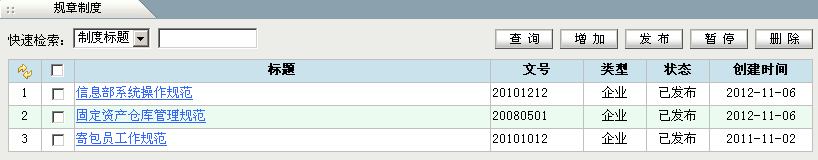 规章制度
快速检索： 制度标题 查 询 增 加 发 布 暂 停 删 除
标题 文号 类型 状态 创建时间
1 信息部系统操作规范 20101212 企业 已发布 2012-11-06
2 固定资产仓库管理规范 20080501 企业 已发布 2012-11-06
3 寄包员工作规范 20101012 企业 已发布 2011-11-02